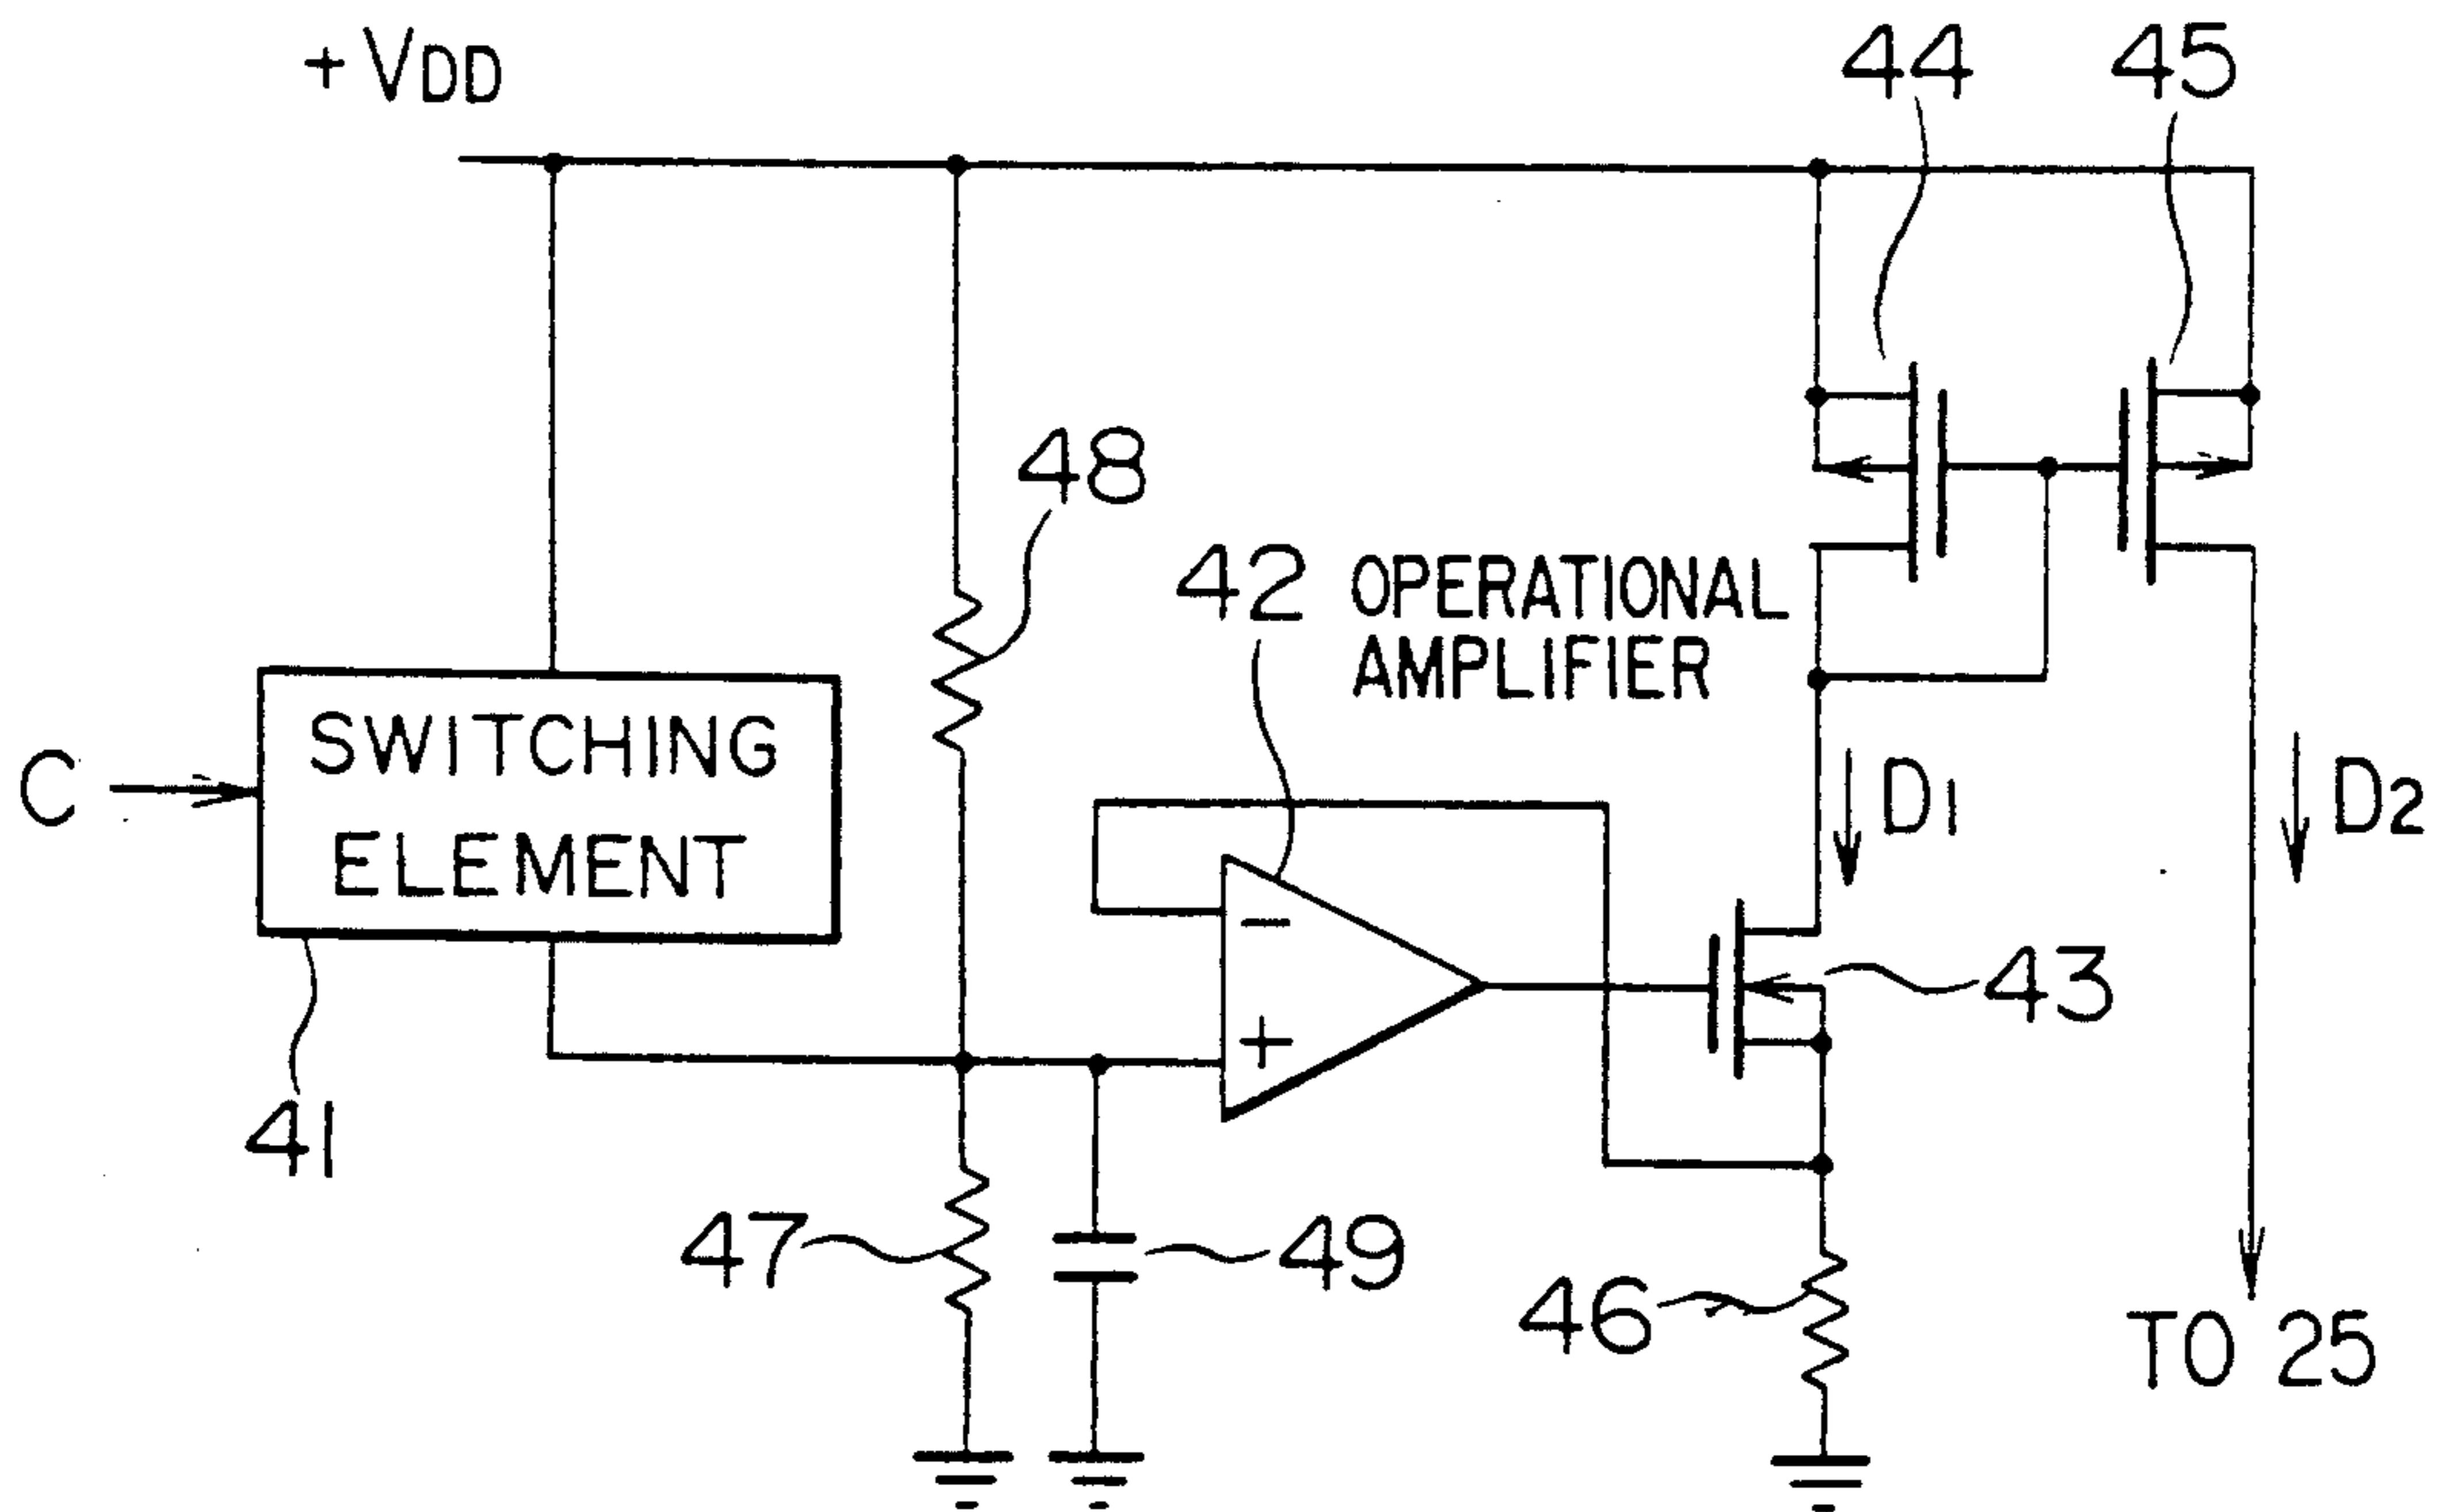 +VDD
44
45
48
42 OPERATIONAL
AMPLIFIER
SWITCHING
ELEMENT
C
D1
D2
−
+
43
41
47
49
46
TO 25